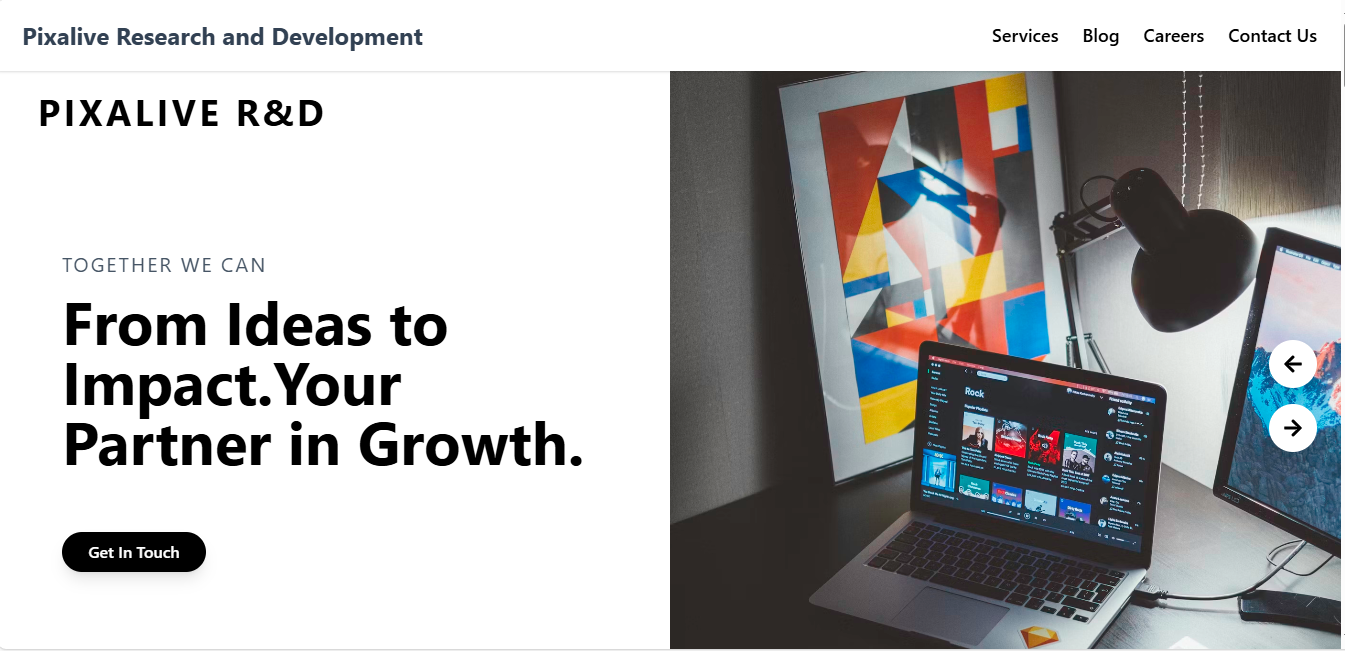 Pixalive Research and Development
Services Blog Careers Contact Us
PIXALIVE R&D
TOGETHER WE CAN
From Ideas to
Impact.Your
Partner in Growth.
Get In Touch
Rock